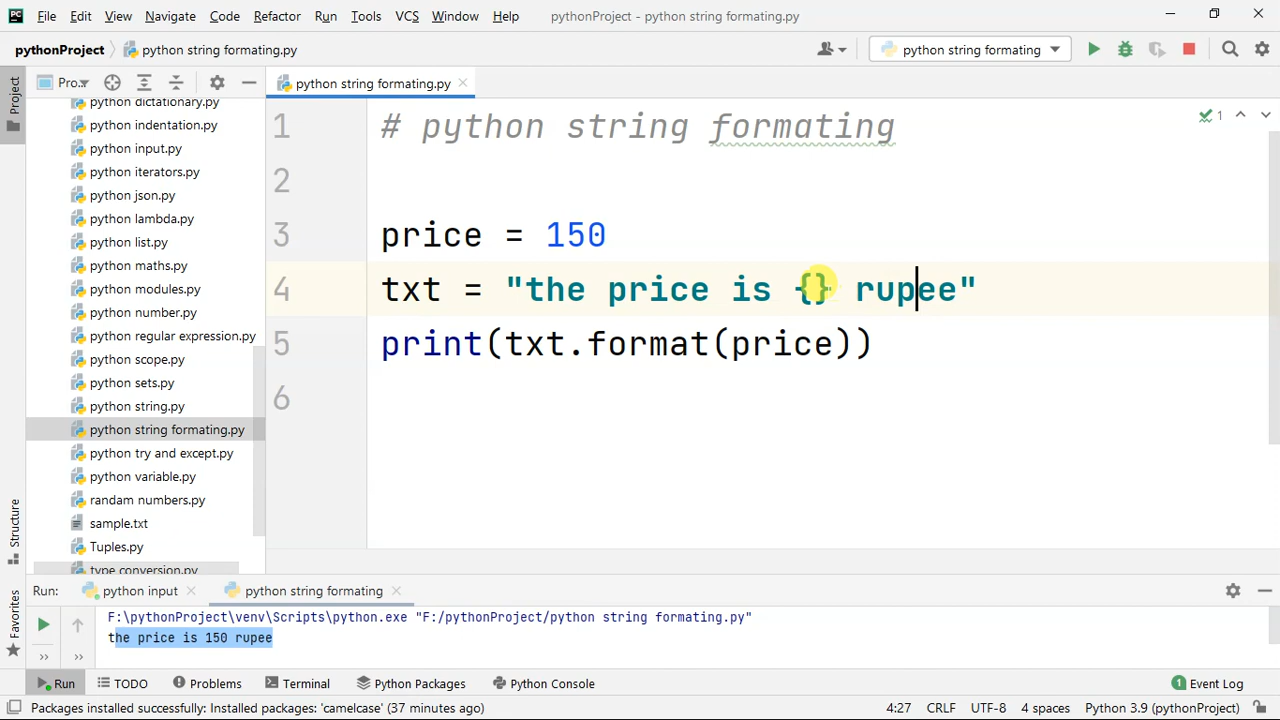 PC File Edit View Navigate Code Refactor Run Tools VCS Window Help pythonProject - python string formating.py
pythonProject python string formating.py python string formating
Project Pro... python string formating.py
python dictationary.py
python indentation.py
python input.py
python iterators.py
python json.py
python lambda.py
python list.py
python maths.py
python modules.py
python number.py
python regular expression.py
python scope.py
python sets.py
python string.py
python string formating.py
python try and except.py
python variable.py
randam numbers.py
sample.txt
Tuples.py
type conversion.py
1 # python string formating
2
3 price = 150
4 txt = "the price is {} rupee"
5 print(txt.format(price))
6
1
Structure
Favorites
Run: python input python string formating
F:\pythonProject\venv\Scripts\python.exe "F:/pythonProject/python string formating.py"
the price is 150 rupee
Run TODO Problems Terminal Python Packages Python Console 1 Event Log
Packages installed successfully: Installed packages: 'camelcase' (37 minutes ago) 4:27 CRLF UTF-8 4 spaces Python 3.9 (pythonProject)